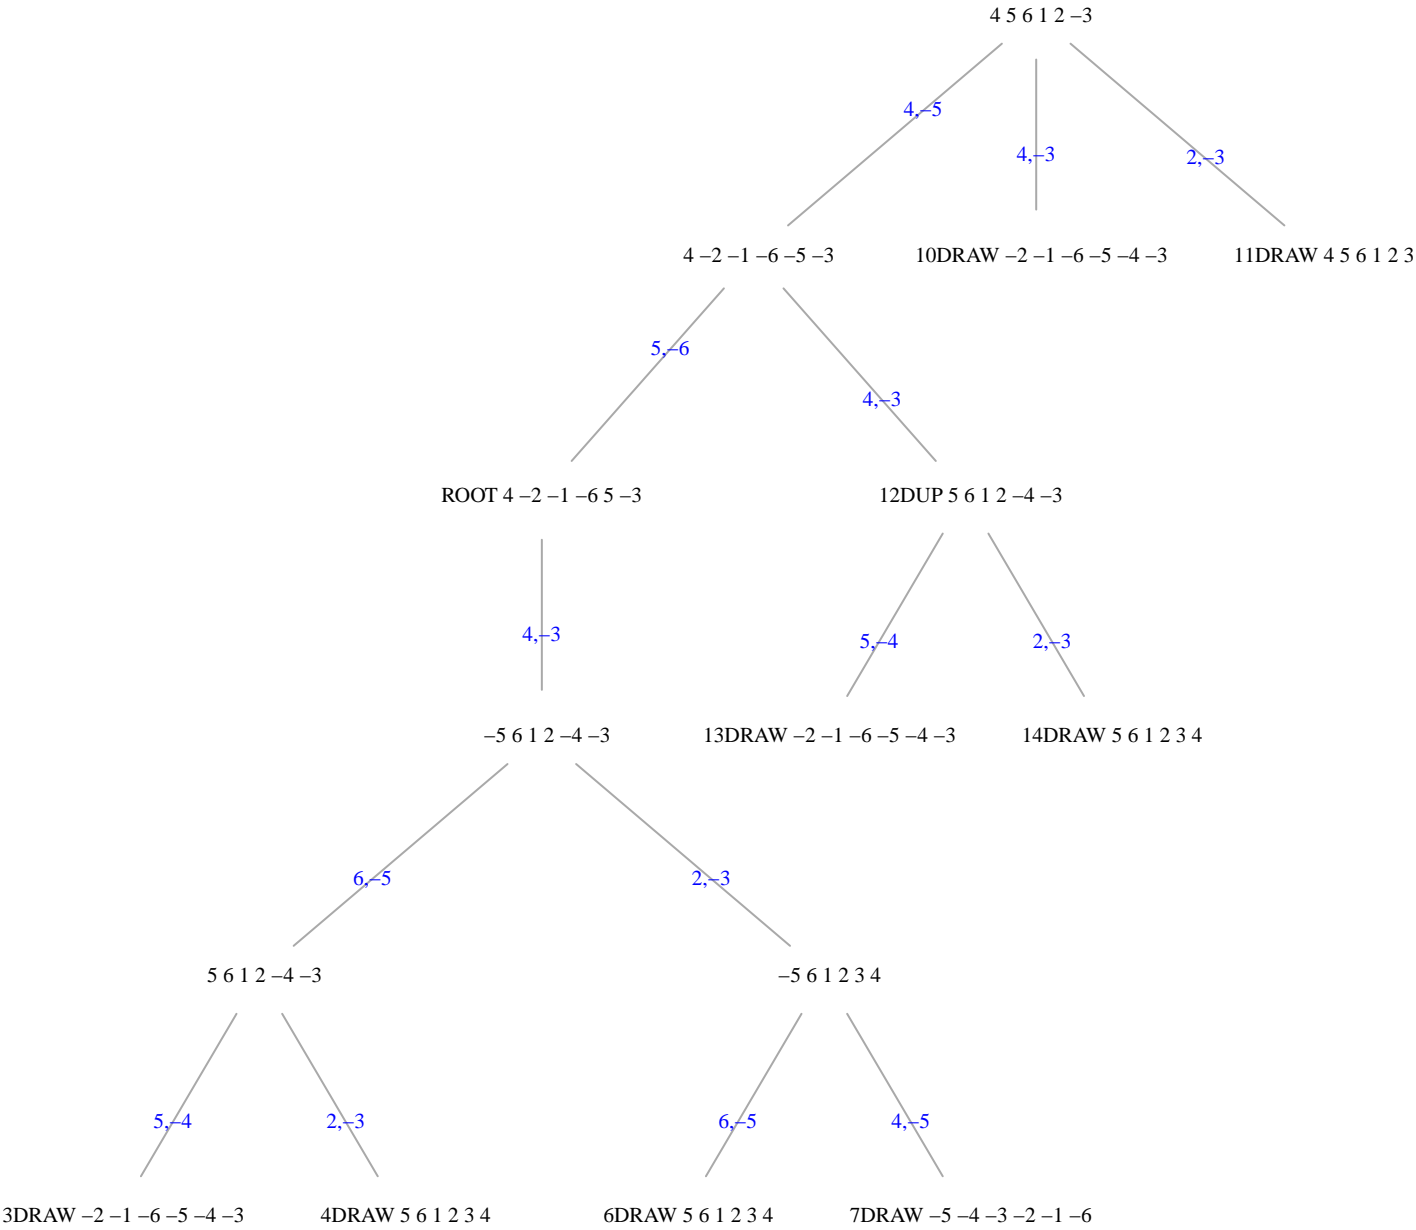 4 5 6 1 2 –3
4,–5
4,–3
2,–3
4 –2 –1 –6 –5 –3
10DRAW –2 –1 –6 –5 –4 –3
11DRAW 4 5 6 1 2 3
5,–6
4,–3
ROOT 4 –2 –1 –6 5 –3
12DUP 5 6 1 2 –4 –3
4,–3
5,–4
2,–3
–5 6 1 2 –4 –3
13DRAW –2 –1 –6 –5 –4 –3
14DRAW 5 6 1 2 3 4
6,–5
2,–3
5 6 1 2 –4 –3
–5 6 1 2 3 4
5,–4
2,–3
6,–5
4,–5
3DRAW –2 –1 –6 –5 –4 –3
4DRAW 5 6 1 2 3 4
6DRAW 5 6 1 2 3 4
7DRAW –5 –4 –3 –2 –1 –6